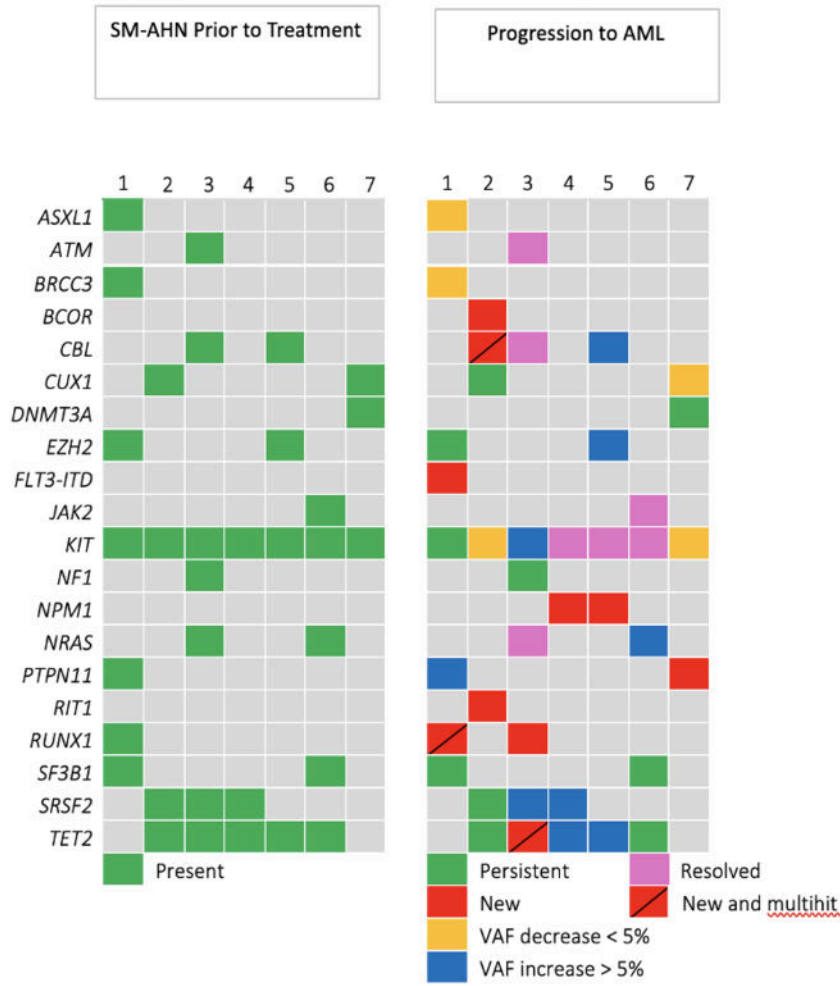 SM-AHN Prior to Treatment
Progression to AML
1 2 3 4 5 6 7
1 2 3 4 5 6 7
ASXL1
ATM
BRCC3
BCOR
CBL
CUX1
DNMT3A
EZH2
FLT3-ITD
JAK2
KIT
NF1
NPM1
NRAS
PTPN11
RIT1
RUNX1
SF3B1
SRSF2
TET2
Present
Persistent
Resolved
New
New and multihit
VAF decrease < 5%
VAF increase > 5%